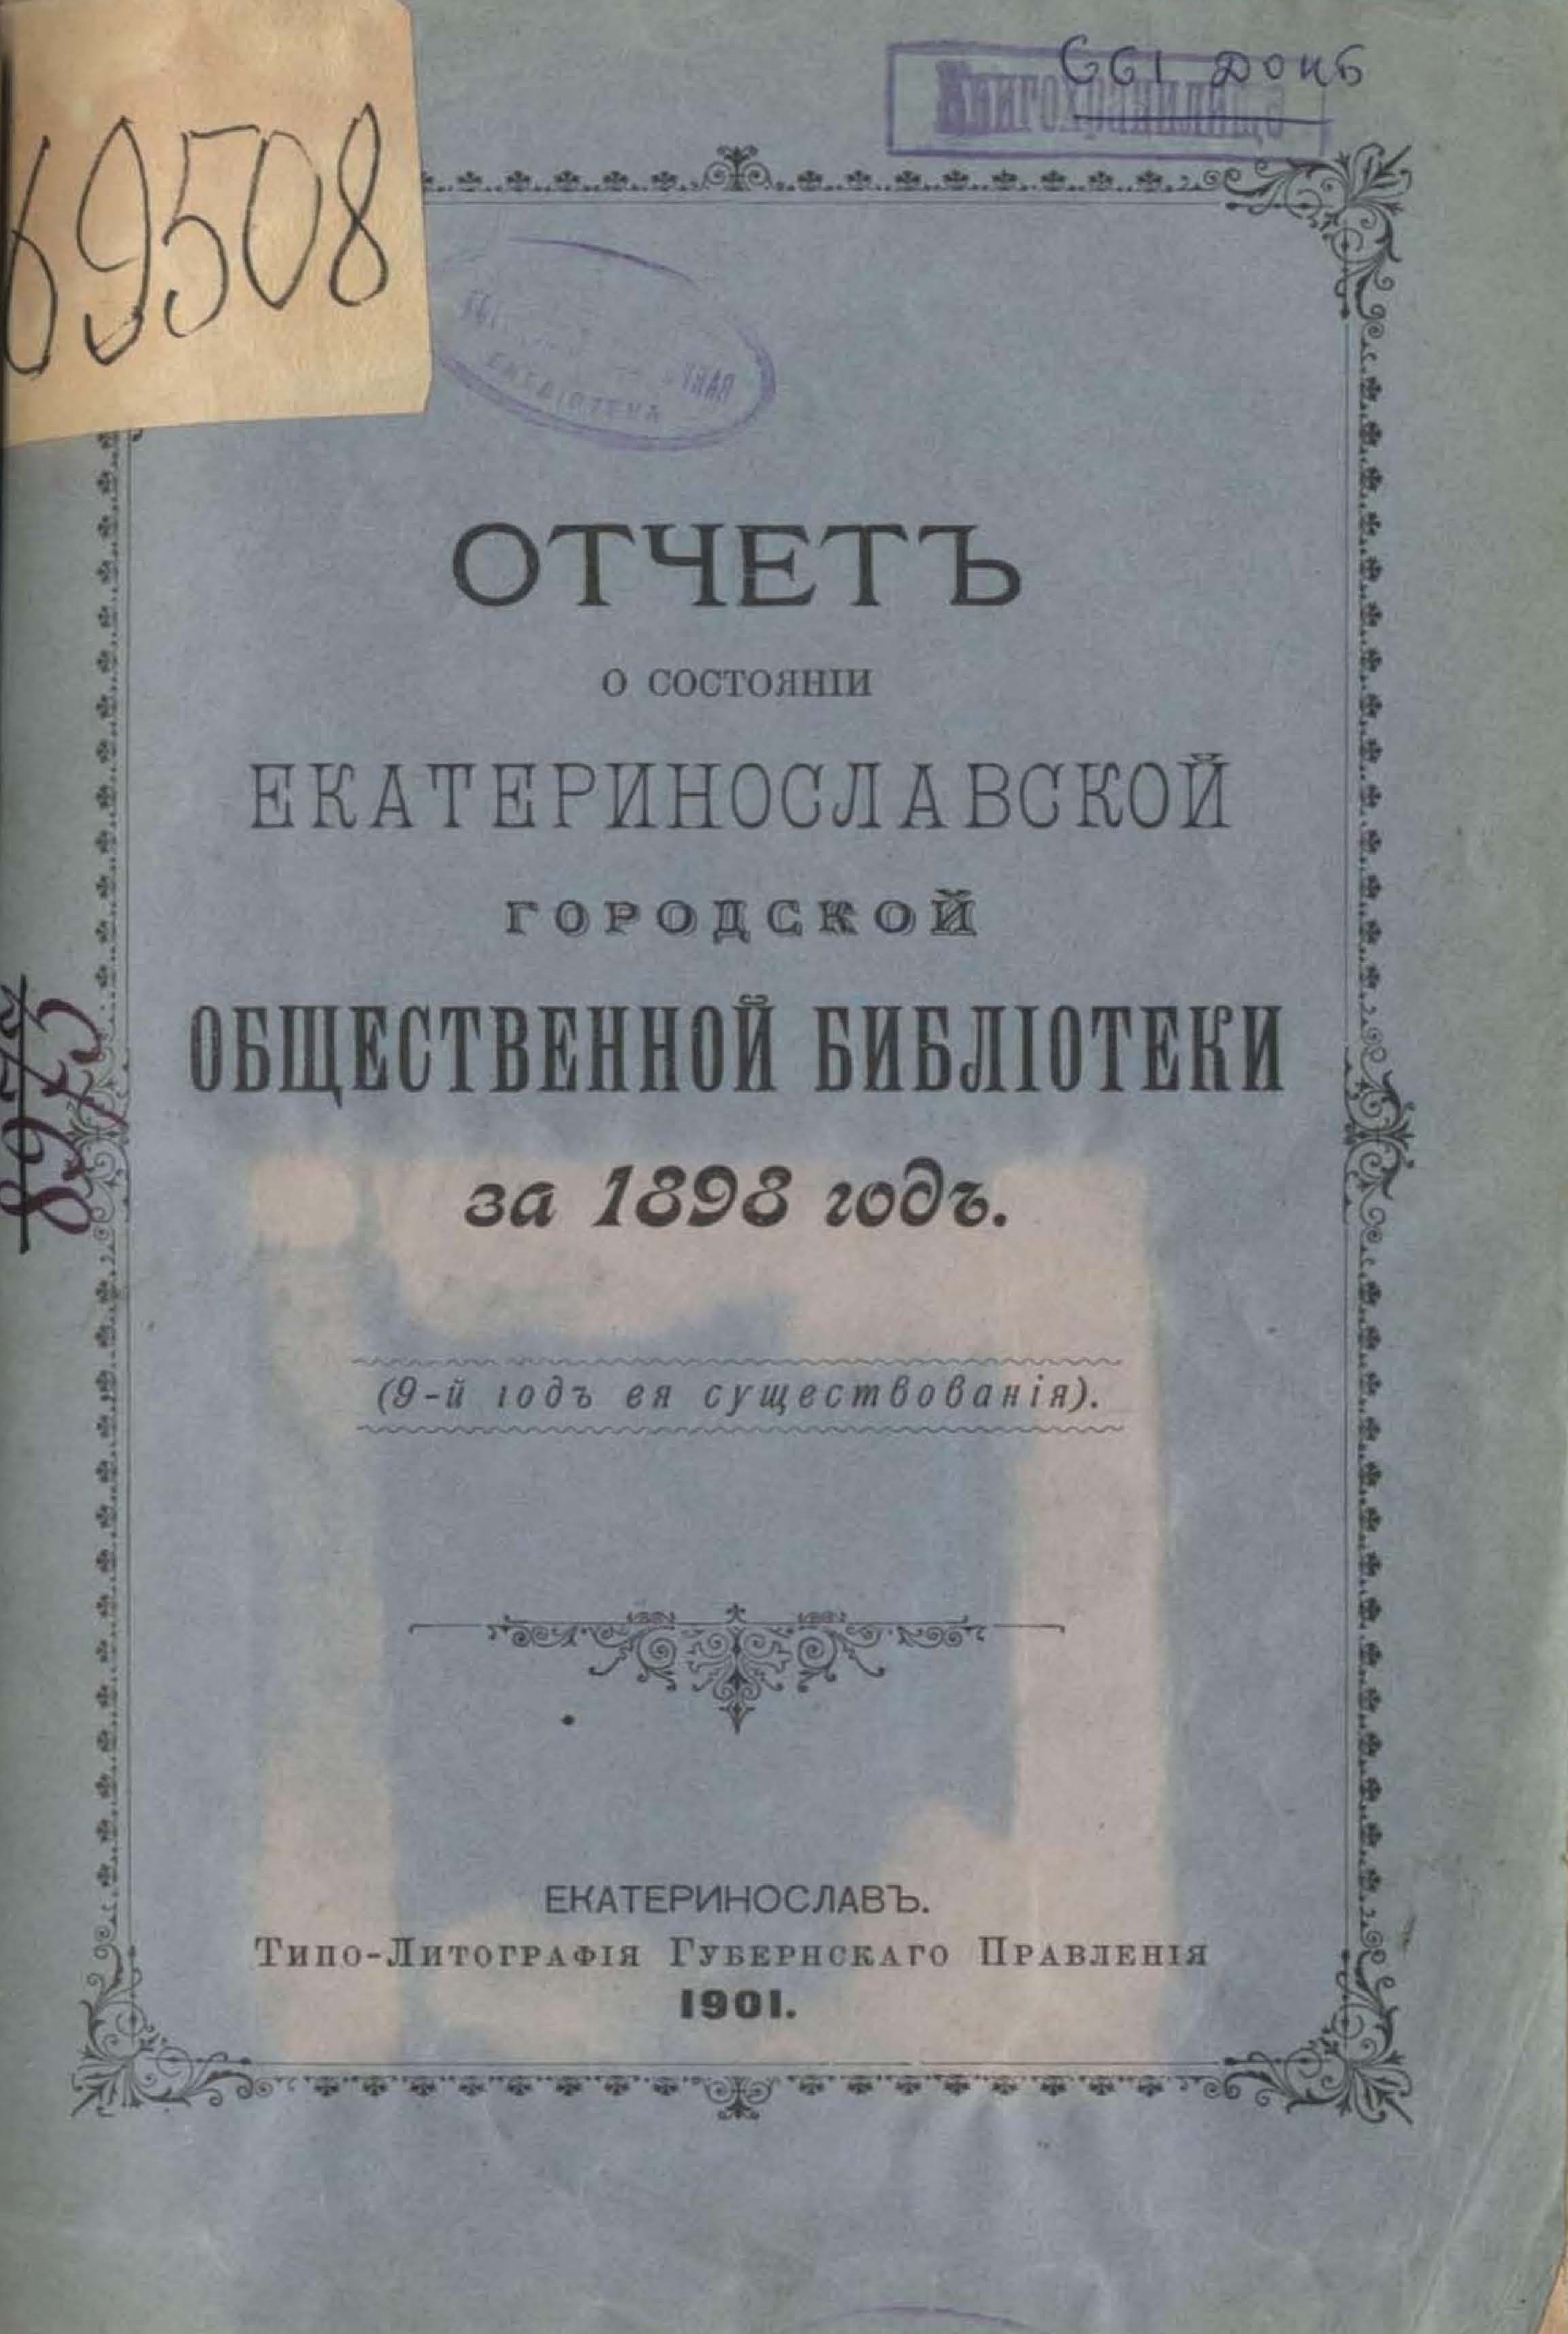 69508
Книгохранилище
ОТЧЕТЪ
О СОСТОЯНІИ
ЕКАТЕРИНОСЛАВСКОЙ
ГОРОДСКОЙ
ОБЩЕСТВЕННОЙ БИБЛІОТЕКИ
за 1898 годъ.
(9-й годъ ея существованія).
ЕКАТЕРИНОСЛАВЪ.
Типо-Литографія Губернскаго Правленія
1901.